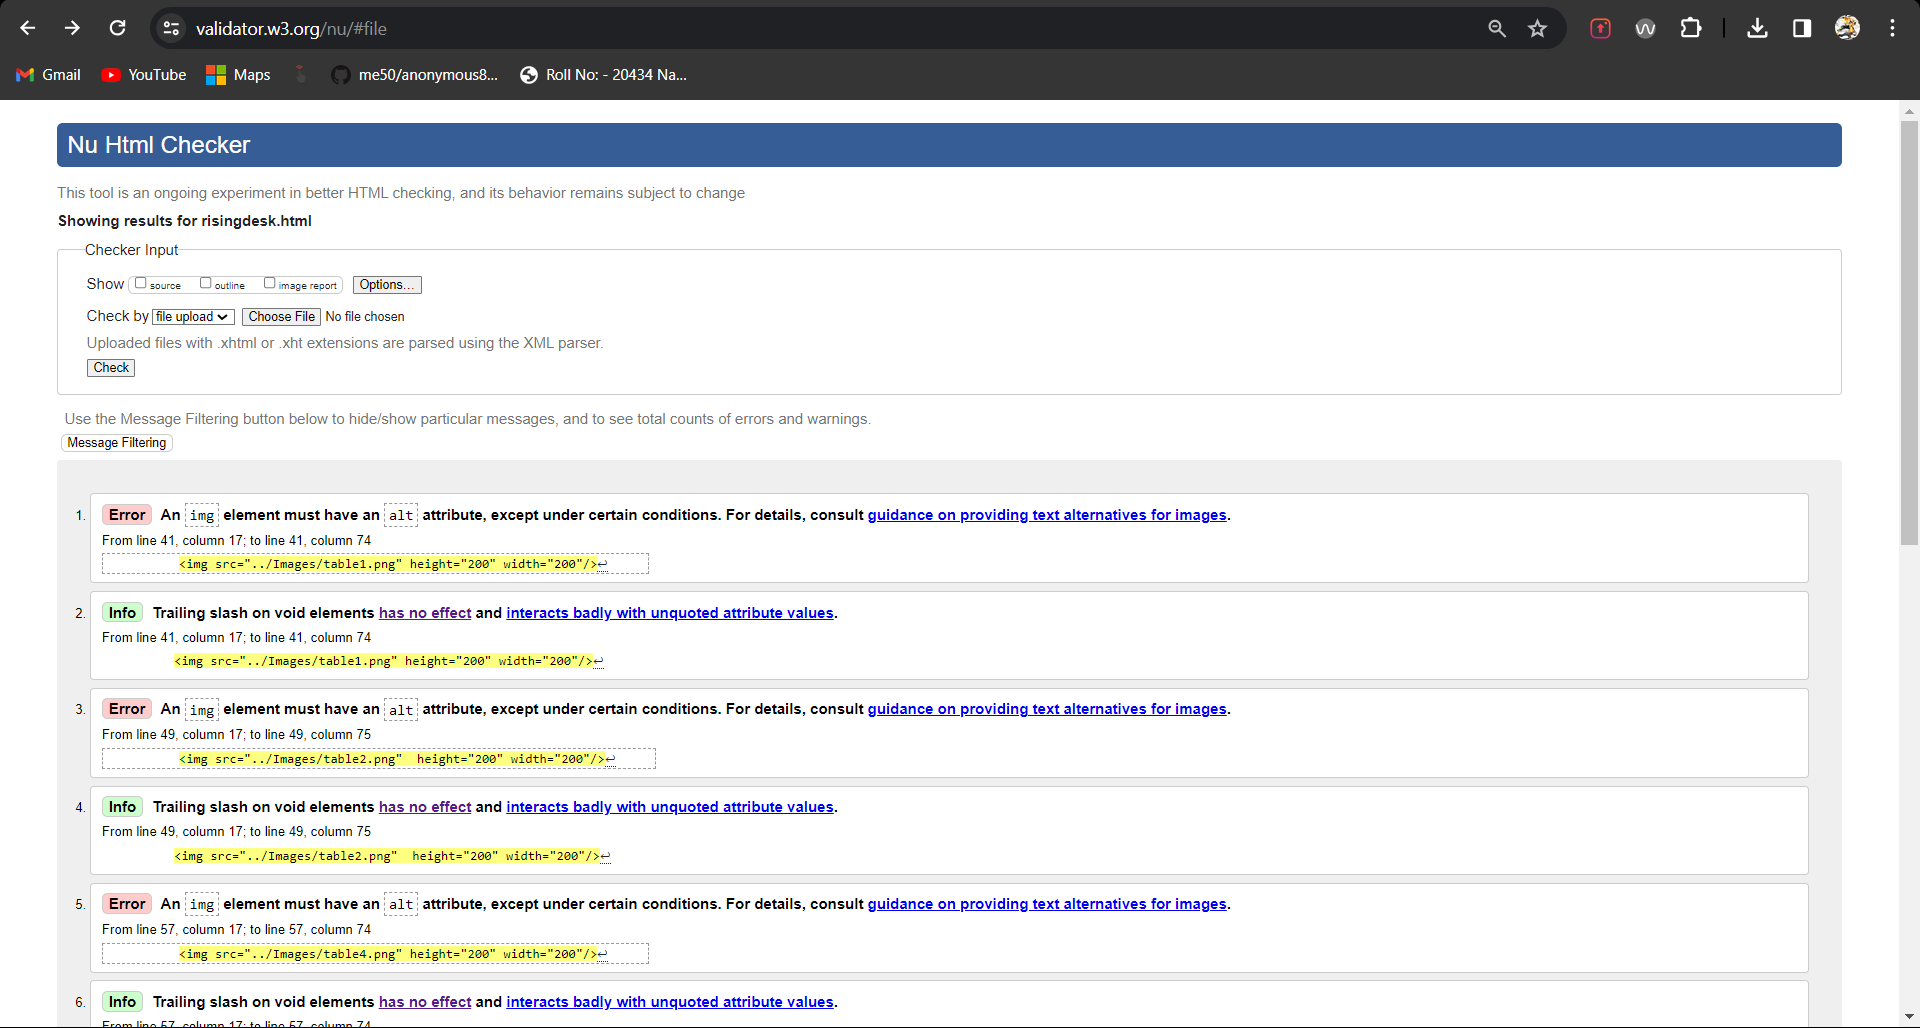 validator.w3.org/nu/#file
Gmail YouTube Maps me50/anonymous8... Roll No: - 20434 Na...
Nu Html Checker
This tool is an ongoing experiment in better HTML checking, and its behavior remains subject to change
Showing results for risingdesk.html
Checker Input
Show source outline image report Options...
Check by file upload Choose File No file chosen
Uploaded files with .xhtml or .xht extensions are parsed using the XML parser.
Check
Use the Message Filtering button below to hide/show particular messages, and to see total counts of errors and warnings.
Message Filtering
1. Error An img element must have an alt attribute, except under certain conditions. For details, consult guidance on providing text alternatives for images.
From line 41, column 17; to line 41, column 74
<img src="../Images/table1.png" height="200" width="200"/>↩
2. Info Trailing slash on void elements has no effect and interacts badly with unquoted attribute values.
From line 41, column 17; to line 41, column 74
<img src="../Images/table1.png" height="200" width="200"/>↩
3. Error An img element must have an alt attribute, except under certain conditions. For details, consult guidance on providing text alternatives for images.
From line 49, column 17; to line 49, column 75
<img src="../Images/table2.png"  height="200" width="200"/>↩
4. Info Trailing slash on void elements has no effect and interacts badly with unquoted attribute values.
From line 49, column 17; to line 49, column 75
<img src="../Images/table2.png"  height="200" width="200"/>↩
5. Error An img element must have an alt attribute, except under certain conditions. For details, consult guidance on providing text alternatives for images.
From line 57, column 17; to line 57, column 74
<img src="../Images/table4.png" height="200" width="200"/>↩
6. Info Trailing slash on void elements has no effect and interacts badly with unquoted attribute values.
From line 57, column 17; to line 57, column 74